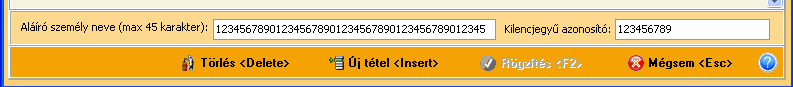 Aláíró személy neve (max 45 karakter): 123456789012345678901234567890123456789012345 Kilencjegyű azonosító: 123456789
Törlés <Delete> Új tétel <Insert> Rögzítés <F2> Mégsem <Esc> ?